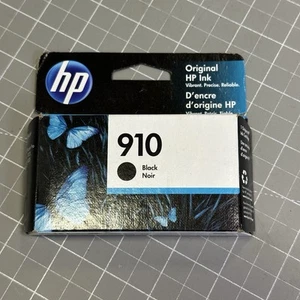 hp
Original
HP Ink
Vibrant. Precise. Reliable.
D'encre
d'origine HP
910
Black
Noir